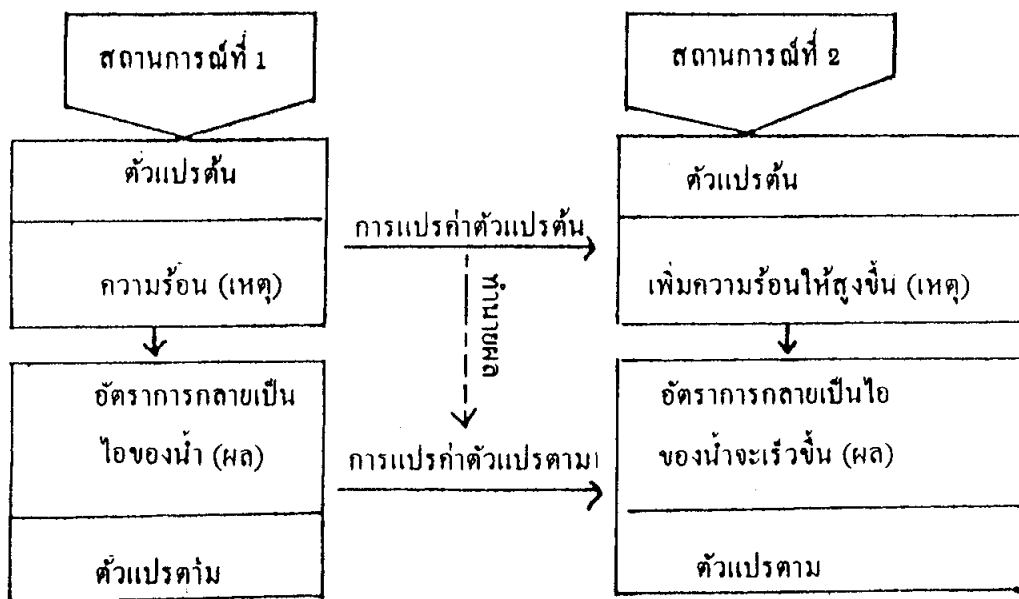 สถานการณ์ที่ 1
สถานการณ์ที่ 2
ตัวแปรต้น
ตัวแปรต้น
การแปรค่าตัวแปรต้น
ความร้อน (เหตุ)
เพิ่มความร้อนให้สูงขึ้น (เหตุ)
ทำนายผล
อัตราการกลายเป็น
ไอของน้ำ (ผล)
อัตราการกลายเป็นไอ
ของน้ำจะเร็วขึ้น (ผล)
การแปรค่าตัวแปรตาม
ตัวแปรตาม
ตัวแปรตาม